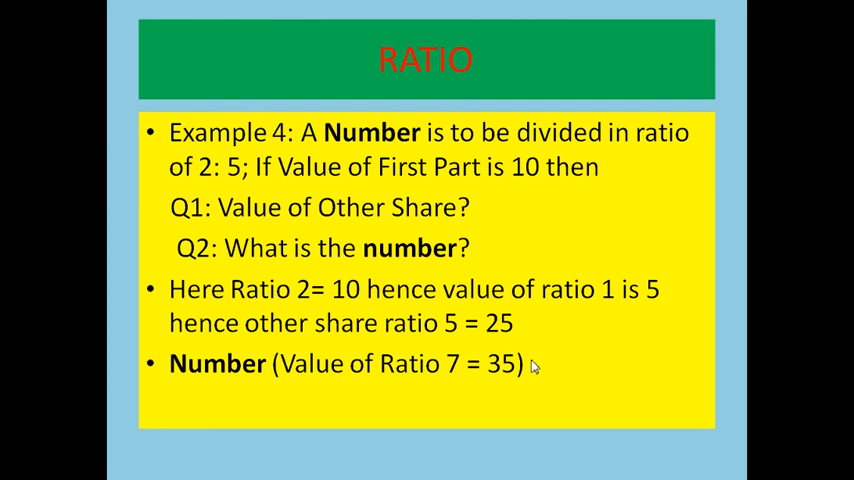 RATIO
• Example 4: A Number is to be divided in ratio
of 2: 5; If Value of First Part is 10 then
Q1: Value of Other Share?
Q2: What is the number?
• Here Ratio 2= 10 hence value of ratio 1 is 5
hence other share ratio 5 = 25
• Number (Value of Ratio 7 = 35)